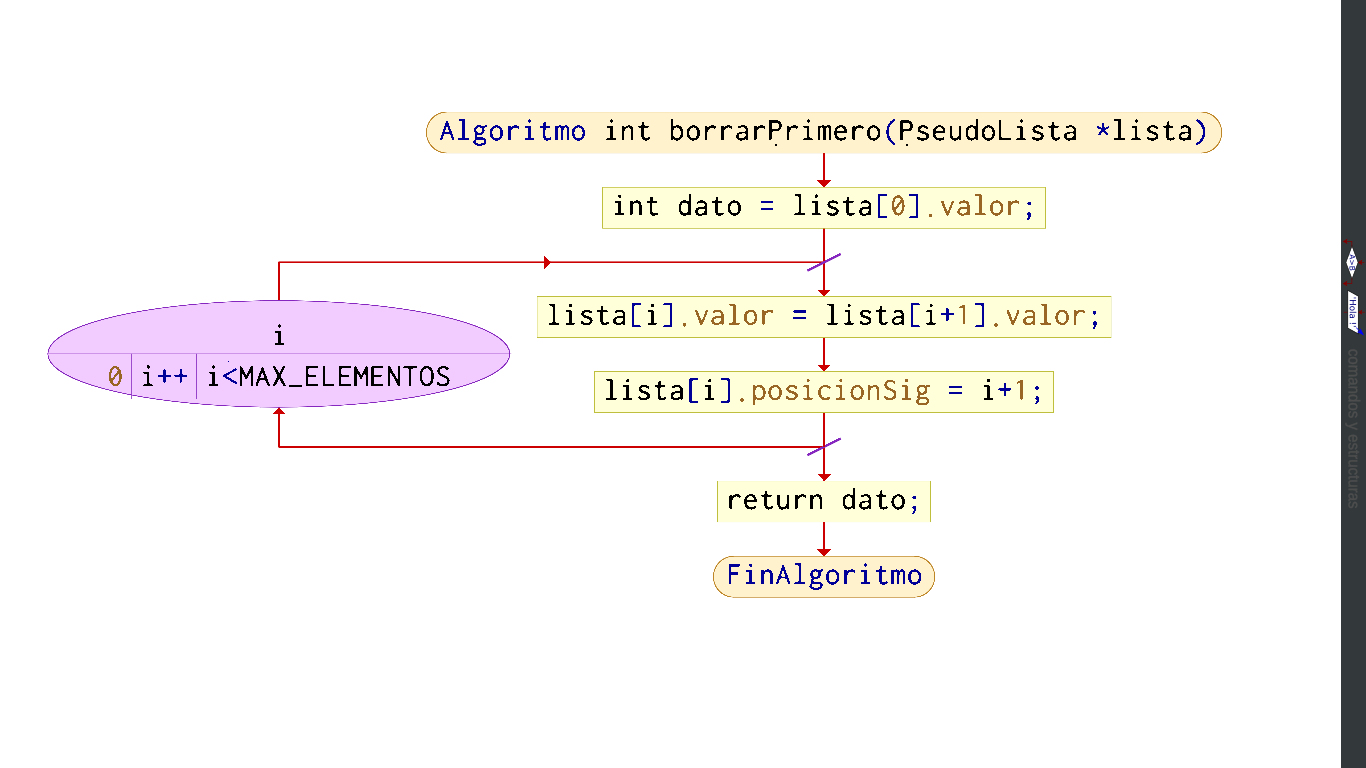 Algoritmo int borrarPrimero(PseudoLista *lista)
int dato = lista[0].valor;
lista[i].valor = lista[i+1].valor;
i
0 i++ i<MAX_ELEMENTOS
lista[i].posicionSig = i+1;
return dato;
FinAlgoritmo
A>B
"Hola !"
comandos y estructuras